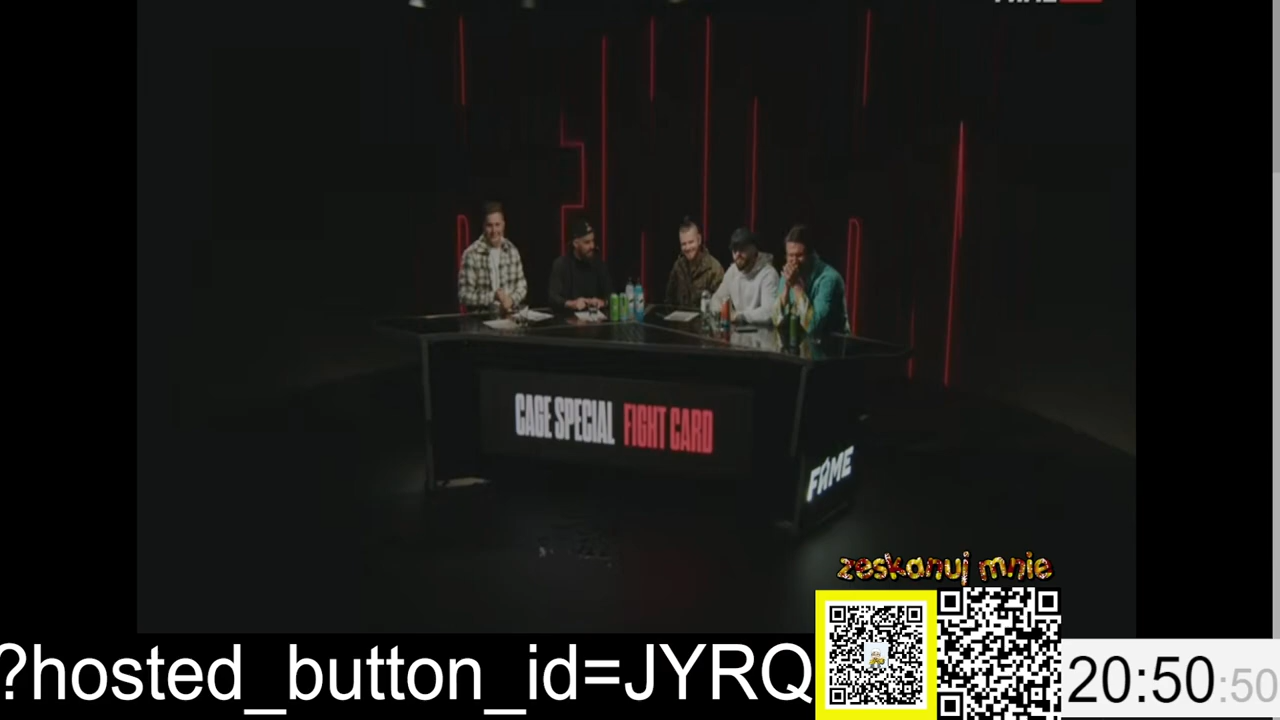 CAGE SPECIAL FIGHT CARD
FAME
zeskanuj mnie
?hosted_button_id=JYRQ
20:50:50